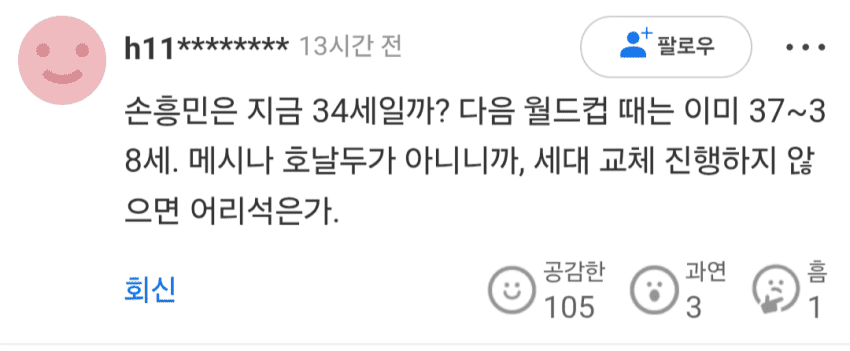 h11******** 13시간 전 팔로우
손흥민은 지금 34세일까? 다음 월드컵 때는 이미 37~3
8세. 메시나 호날두가 아니니까, 세대 교체 진행하지 않
으면 어리석은가.
회신 공감한 105 과연 3 흠 1